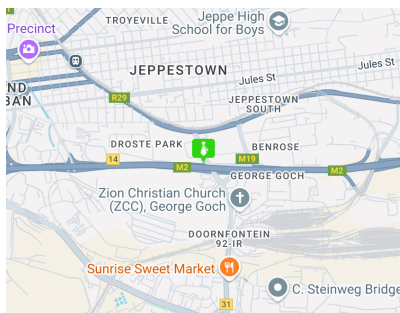 TROYEVILLE
Jeppe High
School for Boys
Precinct
JEPPESTOWN
Jules St
Jules St
ND
BAN
R29
JEPPESTOWN
SOUTH
DROSTE PARK
BENROSE
14
M2
M19
M2
GEORGE GOCH
Zion Christian Church
(ZCC), George Goch
DOORNFONTEIN
92-IR
Sunrise Sweet Market
31
C. Steinweg Bridge